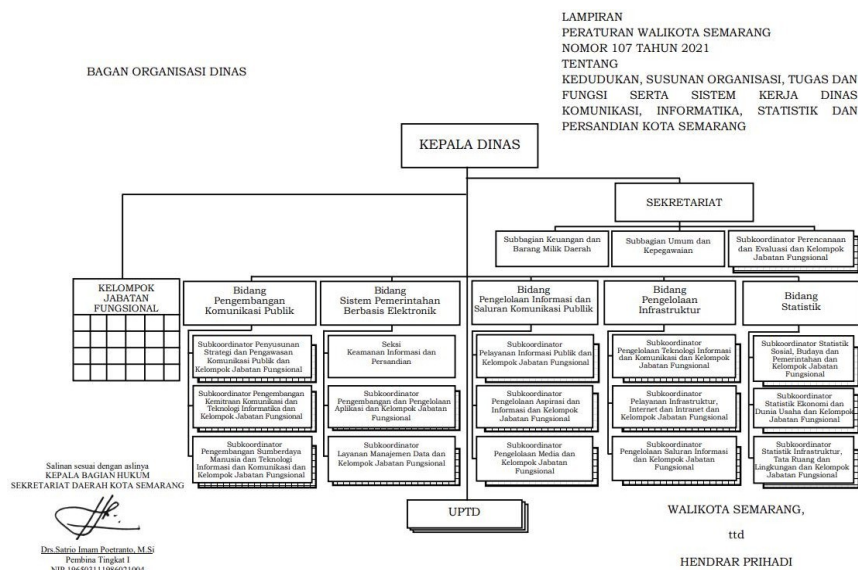 LAMPIRAN
PERATURAN WALIKOTA SEMARANG
NOMOR 107 TAHUN 2021
TENTANG
KEDUDUKAN, SUSUNAN ORGANISASI, TUGAS DAN
FUNGSI SERTA SISTEM KERJA DINAS
KOMUNIKASI, INFORMATIKA, STATISTIK DAN
PERSANDIAN KOTA SEMARANG
BAGAN ORGANISASI DINAS
KEPALA DINAS
SEKRETARIAT
Subbagian Keuangan dan
Barang Milik Daerah
Subbagian Umum dan
Kepegawaian
Subkoordinator Perencanaan
dan Evaluasi dan Kelompok
Jabatan Fungsional
KELOMPOK
JABATAN
FUNGSIONAL
Bidang
Pengembangan
Komunikasi Publik
Subkoordinator Penyusunan
Strategi dan Pengawasan
Komunikasi Publik dan
Kelompok Jabatan Fungsional
Subkoordinator Pengembangan
Kemitraan Komunikasi dan
Teknologi Informatika dan
Kelompok Jabatan Fungsional
Subkoordinator
Pengembangan Sumberdaya
Manusia dan Teknologi
Informasi dan Komunikasi dan
Kelompok Jabatan Fungsional
Bidang
Sistem Pemerintahan
Berbasis Elektronik
Seksi
Keamanan Informasi dan
Persandian
Subkoordinator
Pengembangan dan Pengelolaan
Aplikasi dan Kelompok Jabatan
Fungsional
Subkoordinator
Layanan Manajemen Data dan
Kelompok Jabatan Fungsional
Bidang
Pengelolaan Informasi dan
Saluran Komunikasi Publlik
Subkoordinator
Pelayanan Informasi Publik dan
Kelompok Jabatan Fungsional
Subkoordinator
Pengelolaan Aspirasi dan
Informasi dan Kelompok
Jabatan Fungsional
Subkoordinator
Pengelolaan Media dan
Kelompok Jabatan
Fungsional
Bidang
Pengelolaan
Infrastruktur
Subkoordinator
Pengelolaan Teknologi Informasi
dan Komunikasi dan Kelompok
Jabatan Fungsional
Subkoordinator
Pelayanan Infrastruktur,
Internet dan Intranet dan
Kelompok Jabatan Fungsional
Subkoordinator
Pengelolaan Saluran Informasi
dan Kelompok Jabatan
Fungsional
Bidang
Statistik
Subkoordinator Statistik
Sosial, Budaya dan
Pemerintahan dan
Kelompok Jabatan
Fungsional
Subkoordinator
Statistik Ekonomi dan
Dunia Usaha dan Kelompok
Jabatan Fungsional
Subkoordinator
Statistik Infrastruktur,
Tata Ruang dan
Lingkungan dan Kelompok
Jabatan Fungsional
UPTD
Salinan sesuai dengan aslinya
KEPALA BAGIAN HUKUM
SEKRETARIAT DAERAH KOTA SEMARANG
Drs.Satrio Imam Poetranto, M.Si
Pembina Tingkat I
WALIKOTA SEMARANG,
ttd
HENDRAR PRIHADI